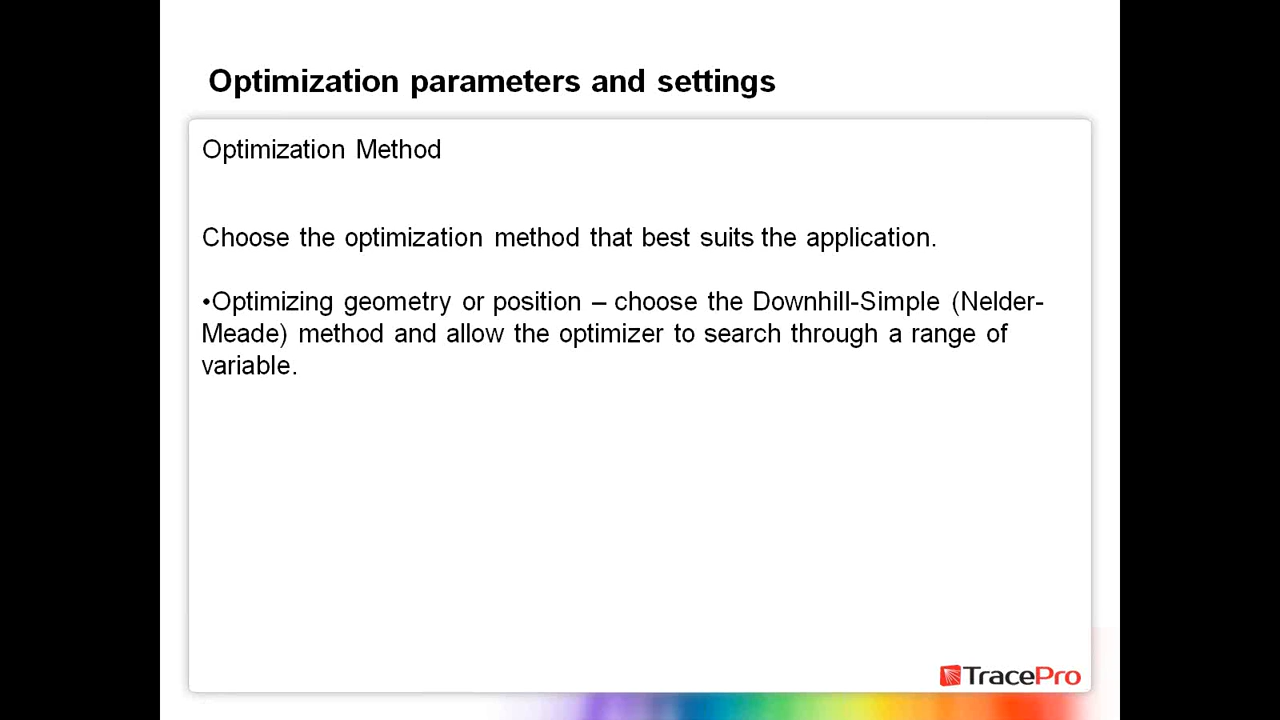 Optimization parameters and settings
Optimization Method
Choose the optimization method that best suits the application.
•Optimizing geometry or position – choose the Downhill-Simple (Nelder-
Meade) method and allow the optimizer to search through a range of
variable.
TracePro